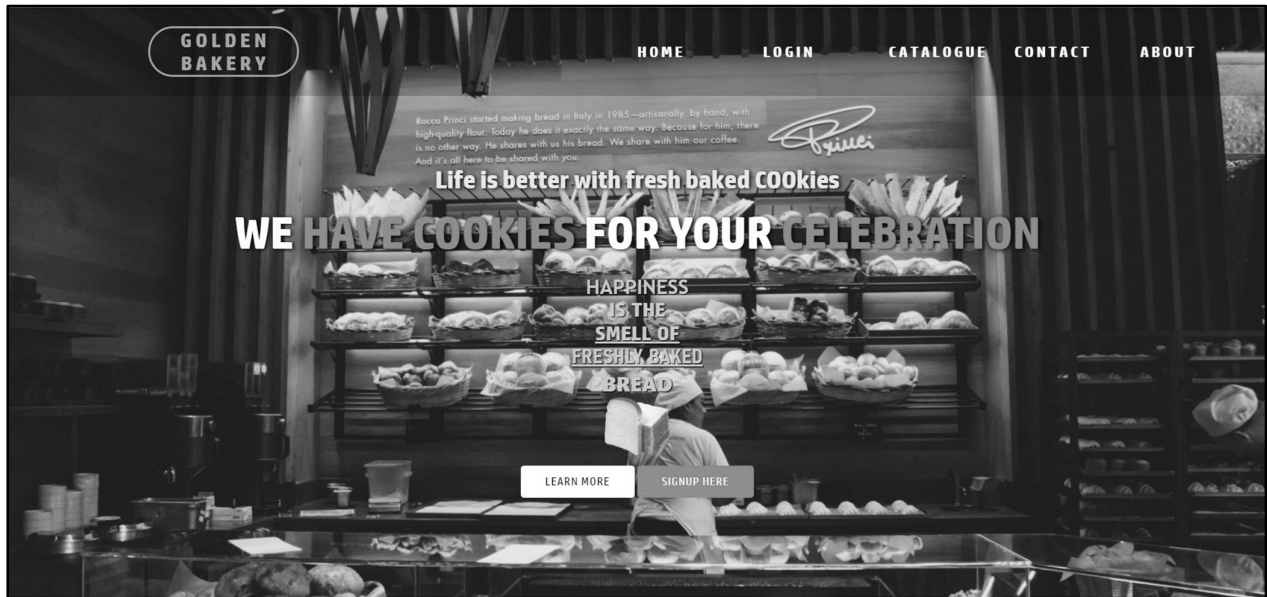 GOLDEN
BAKERY
HOME LOGIN CATALOGUE CONTACT ABOUT
Rocco Princi started making bread in Italy in 1985—artisanally, by hand, with
high-quality flour. Today he does it exactly the same way. Because for him, there
is no other way. He shares with us his bread. We share with him our coffee.
And it's all here to be shared with you.
Princi
Life is better with fresh baked COOkies
WE HAVE COOKIES FOR YOUR CELEBRATION
HAPPINESS
IS THE
SMELL OF
FRESHLY BAKED
BREAD
LEARN MORE SIGNUP HERE